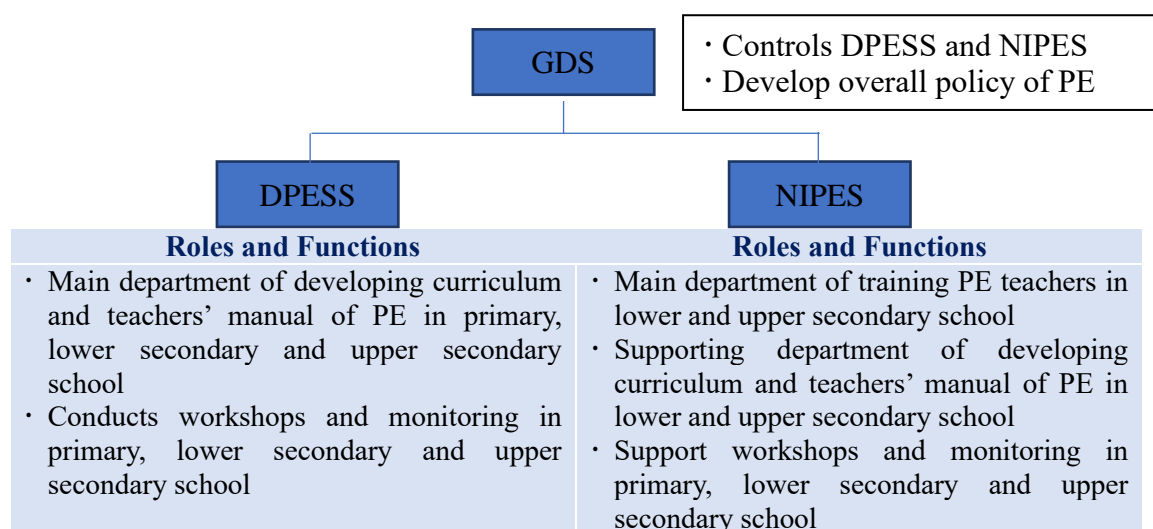 GDS
· Controls DPESS and NIPES
· Develop overall policy of PE
DPESS
NIPES
Roles and Functions
· Main department of developing curriculum
and teachers’ manual of PE in primary,
lower secondary and upper secondary
school
· Conducts workshops and monitoring in
primary, lower secondary and upper
secondary school
Roles and Functions
· Main department of training PE teachers in
lower and upper secondary school
· Supporting department of developing
curriculum and teachers’ manual of PE in
lower and upper secondary school
· Support workshops and monitoring in
primary, lower secondary and upper
secondary school